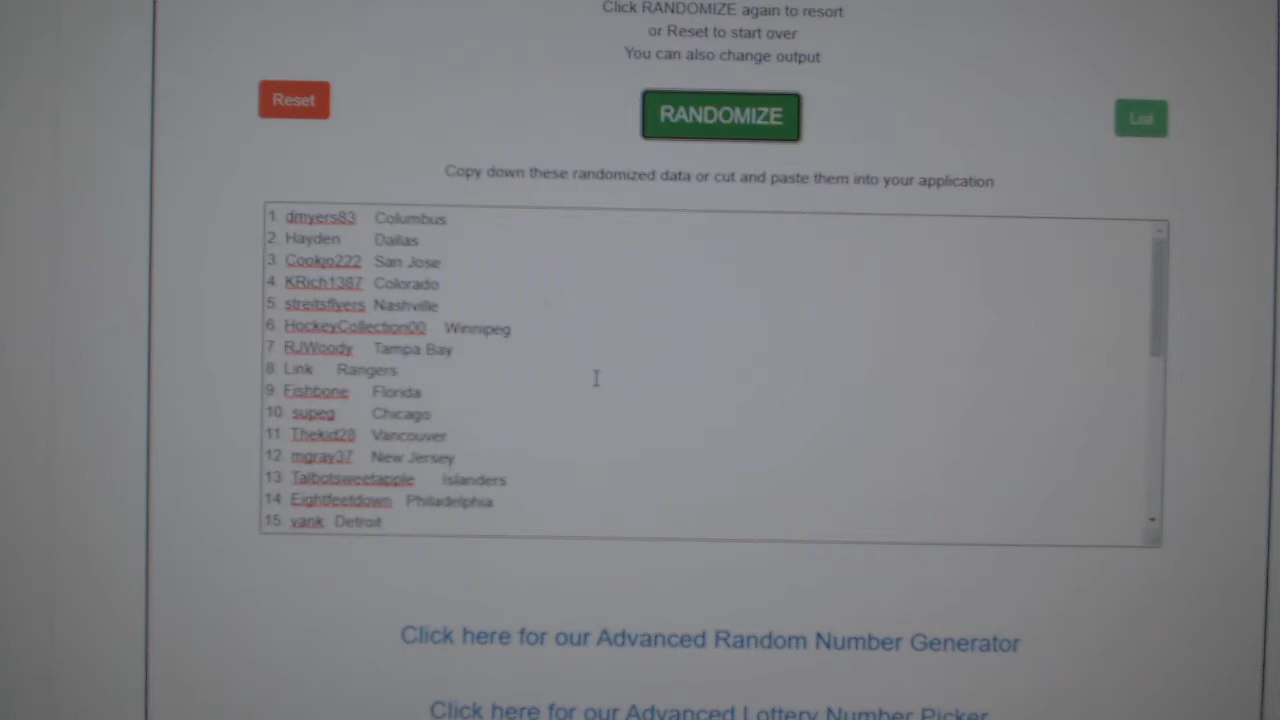 Click RANDOMIZE again to resort
or Reset to start over
You can also change output
Reset
RANDOMIZE
List
Copy down these randomized data or cut and paste them into your application
1. dmyers83 Columbus
2. Hayden Dallas
3. Cookjo222 San Jose
4. KRich1387 Colorado
5. streitsflyers Nashville
6. HockeyCollection00 Winnipeg
7. RJWoody Tampa Bay
8. Link Rangers
9. Fishbone Florida
10. supeg Chicago
11. Thekid28 Vancouver
12. mgray37 New Jersey
13. Talbotsweetapple Islanders
14. Eightfeetdown Philadelphia
15. yank Detroit
Click here for our Advanced Random Number Generator
Click here for our Advanced Lottery Number Picker